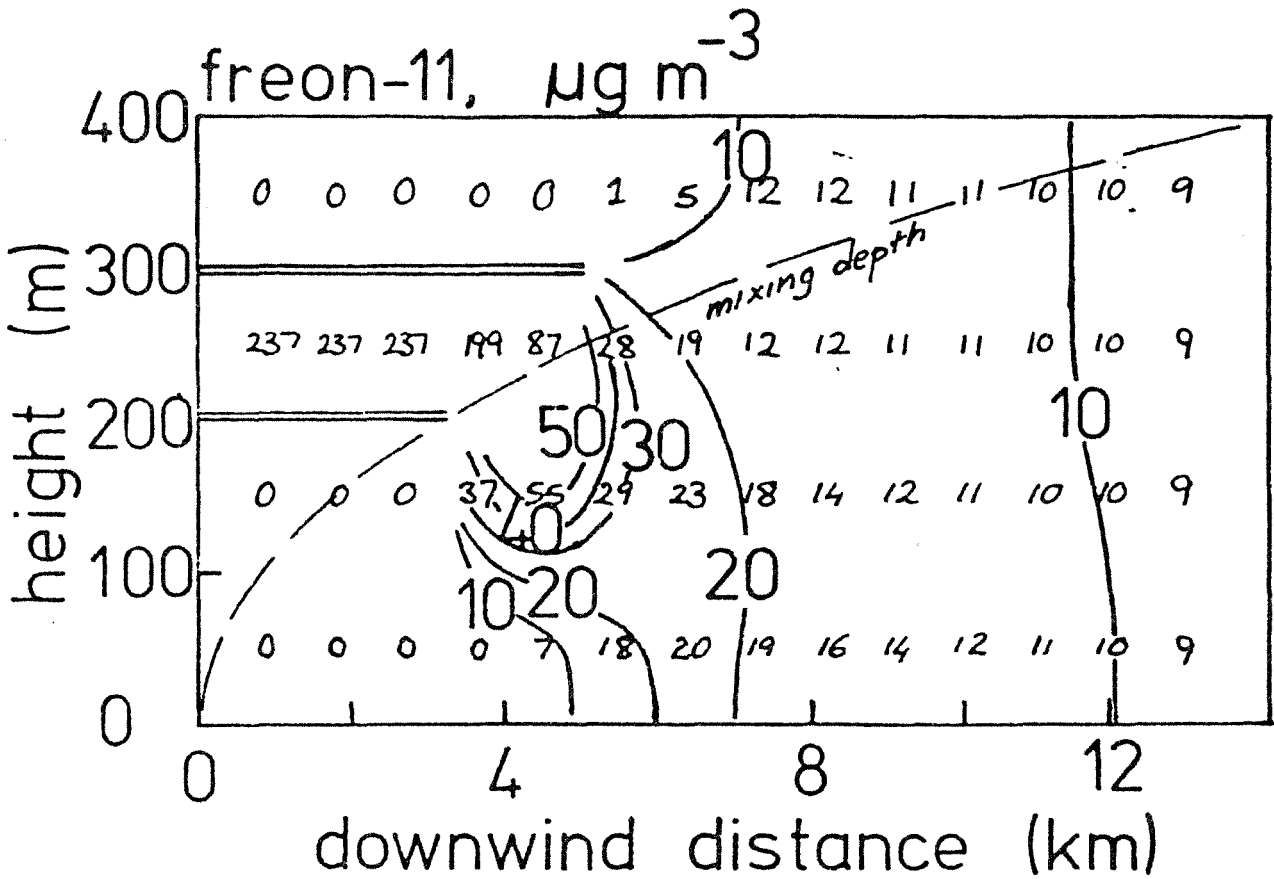 freon-11, µg m⁻³
400
10
0 0 0 0 0 1 5 12 12 11 11 10 10 9
300
mixing depth
237 237 237 199 87 28 19 12 12 11 11 10 10 9
200
50 30 10
0 0 0 37 55 29 23 18 14 12 11 10 10 9
40
100
10 20 20
0 0 0 0 7 18 20 19 16 14 12 11 10 9
0
height (m)
0 4 8 12
downwind distance (km)